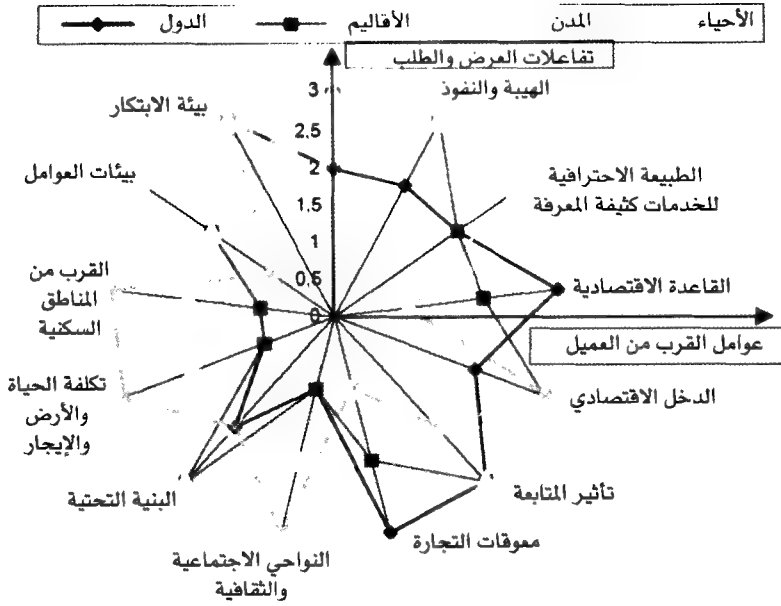 الدول
الأقاليم
المدن
الأحياء
تفاعلات العرض والطلب
الهيبة والنفوذ
3
2,5
2
1,5
1
0,5
0
الطبيعة الاحترافية
للخدمات كثيفة المعرفة
القاعدة الاقتصادية
عوامل القرب من العميل
الدخل الاقتصادي
تأثير المتابعة
معوقات التجارة
النواحي الاجتماعية
والثقافية
البنية التحتية
تكلفة الحياة
والأرض
والإيجار
القرب من
المناطق
السكنية
بيئات العوامل
بيئة الابتكار